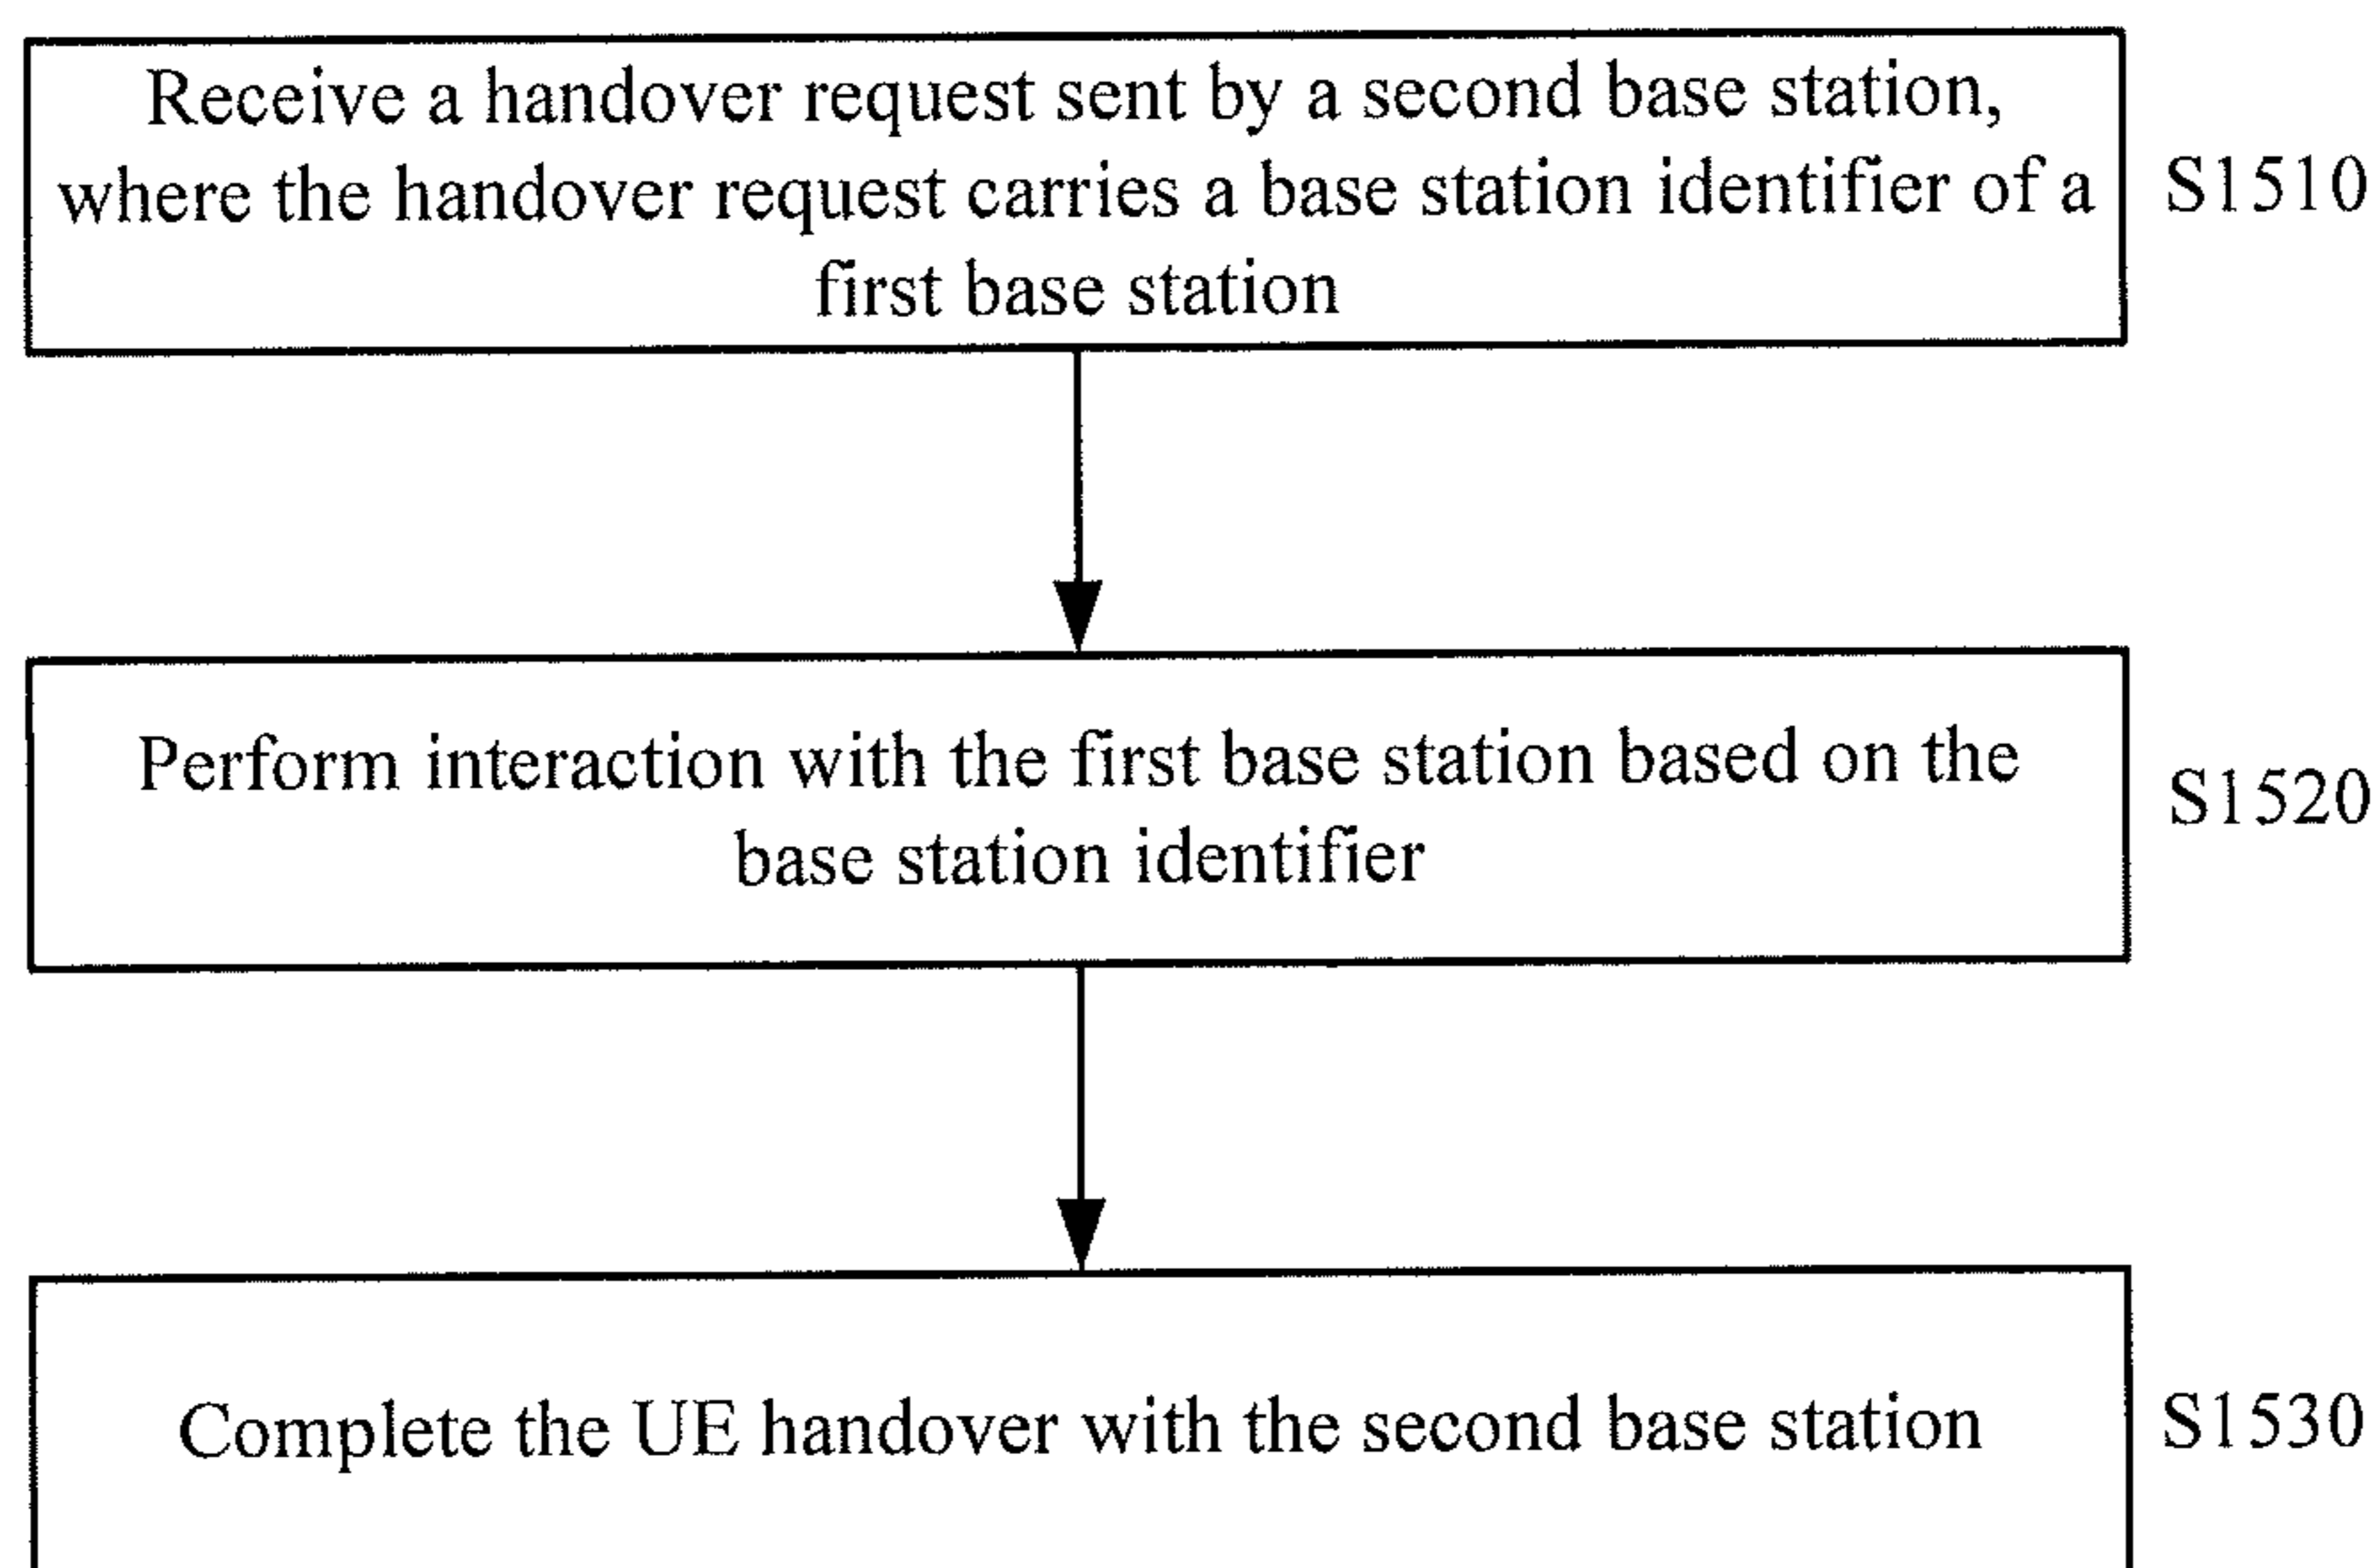 Receive a handover request sent by a second base station,
where the handover request carries a base station identifier of a
first base station
S1510
Perform interaction with the first base station based on the
base station identifier
S1520
Complete the UE handover with the second base station
S1530